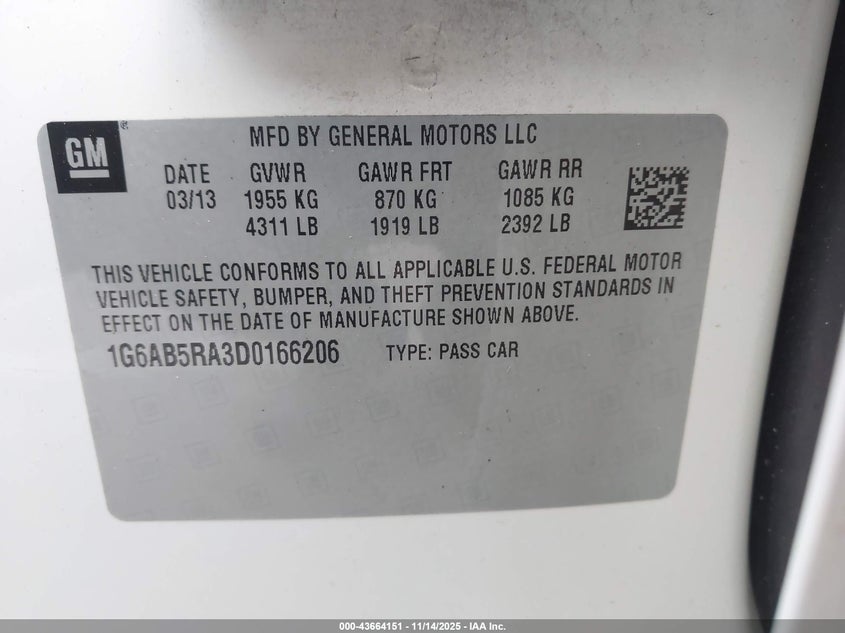 GM
MFD BY GENERAL MOTORS LLC
DATE GVWR GAWR FRT GAWR RR
03/13 1955 KG 870 KG 1085 KG
4311 LB 1919 LB 2392 LB
THIS VEHICLE CONFORMS TO ALL APPLICABLE U.S. FEDERAL MOTOR
VEHICLE SAFETY, BUMPER, AND THEFT PREVENTION STANDARDS IN
EFFECT ON THE DATE OF MANUFACTURE SHOWN ABOVE.
1G6AB5RA3D0166206 TYPE: PASS CAR
000-43664151 - 11/14/2025 - IAA Inc.